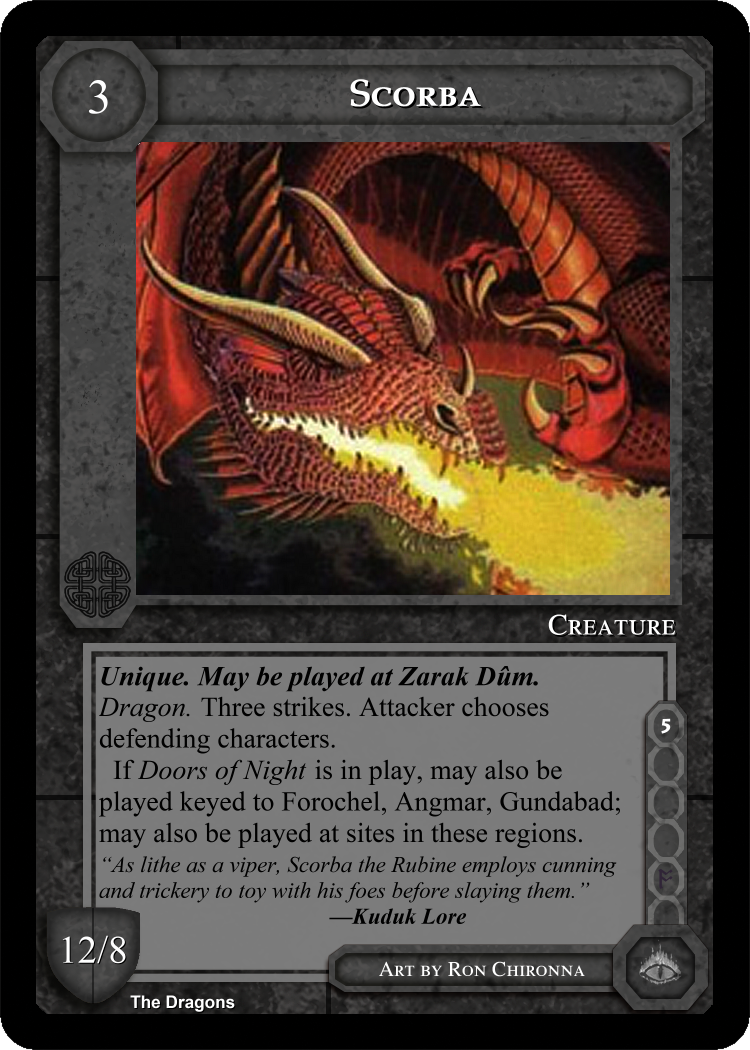 3
Scorba
Creature
Unique. May be played at Zarak Dûm.
Dragon. Three strikes. Attacker chooses
defending characters.
If Doors of Night is in play, may also be
played keyed to Forochel, Angmar, Gundabad;
may also be played at sites in these regions.
“As lithe as a viper, Scorba the Rubine employs cunning
and trickery to toy with his foes before slaying them.”
—Kuduk Lore
5
12/8
Art by Ron Chironna
The Dragons